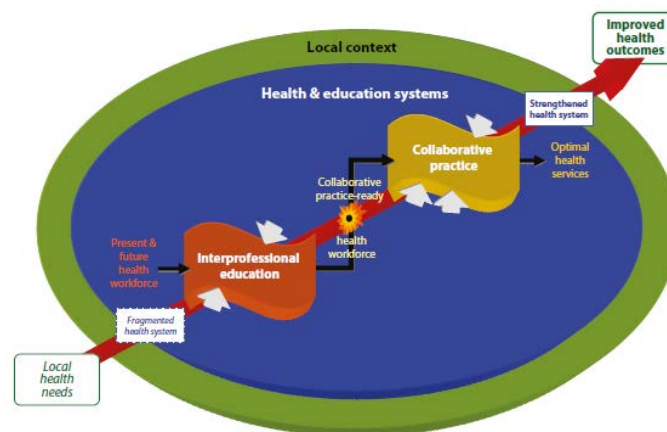 Improved
health
outcomes
Local context
Health & education systems
Strengthened
health system
Collaborative
practice
Optimal
health
services
Collaborative
practice-ready
health
workforce
Present &
future
health
workforce
Interprofessional
education
Fragmented
health system
Local
health
needs